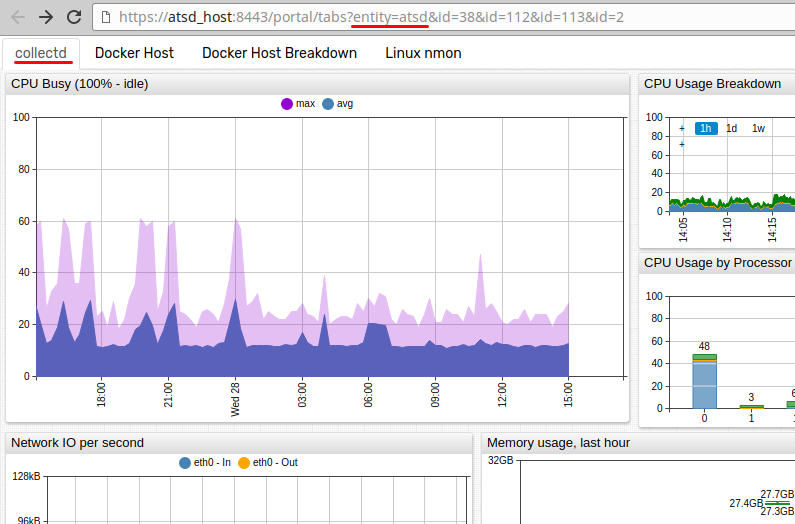 https://atsd_host:8443/portal/tabs?entity=atsd&id=38&id=112&id=113&id=2
collectd Docker Host Docker Host Breakdown Linux nmon
CPU Busy (100% - idle)
max avg
100
80
60
40
20
0
18:00 21:00 Wed 28 03:00 06:00 09:00 12:00 15:00
CPU Usage Breakdown
100
80
60
40
20
0
+ 1h 1d 1w
+
14:05 14:10 14:15
CPU Usage by Processor
100
80
60
40
20
0
48 3
0 1
Network IO per second
eth0 - In eth0 - Out
128kB
96kB
Memory usage, last hour
32GB
27.7GB
27.4GB
27.3GB